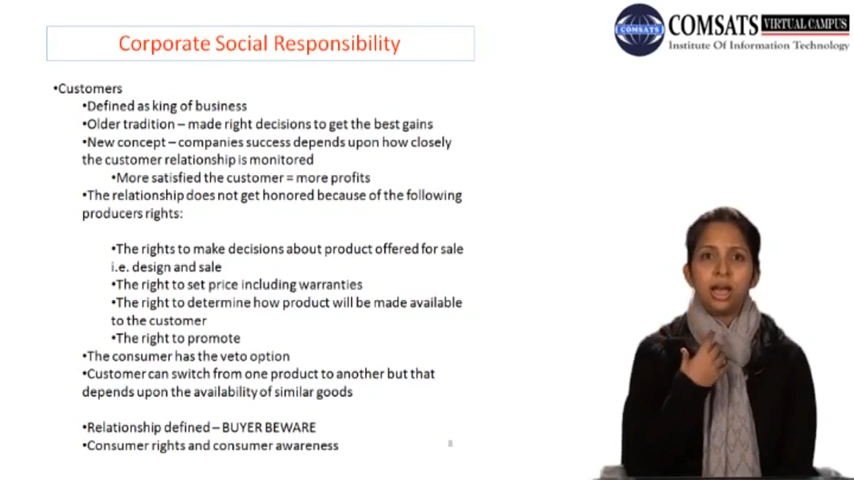 Corporate Social Responsibility
COMSATS
COMSATS VIRTUAL CAMPUS
Institute Of Information Technology
•Customers
•Defined as king of business
•Older tradition – made right decisions to get the best gains
•New concept – companies success depends upon how closely
the customer relationship is monitored
•More satisfied the customer = more profits
•The relationship does not get honored because of the following
producers rights:
•The rights to make decisions about product offered for sale
i.e. design and sale
•The right to set price including warranties
•The right to determine how product will be made available
to the customer
•The right to promote
•The consumer has the veto option
•Customer can switch from one product to another but that
depends upon the availability of similar goods
•Relationship defined – BUYER BEWARE
•Consumer rights and consumer awareness
8